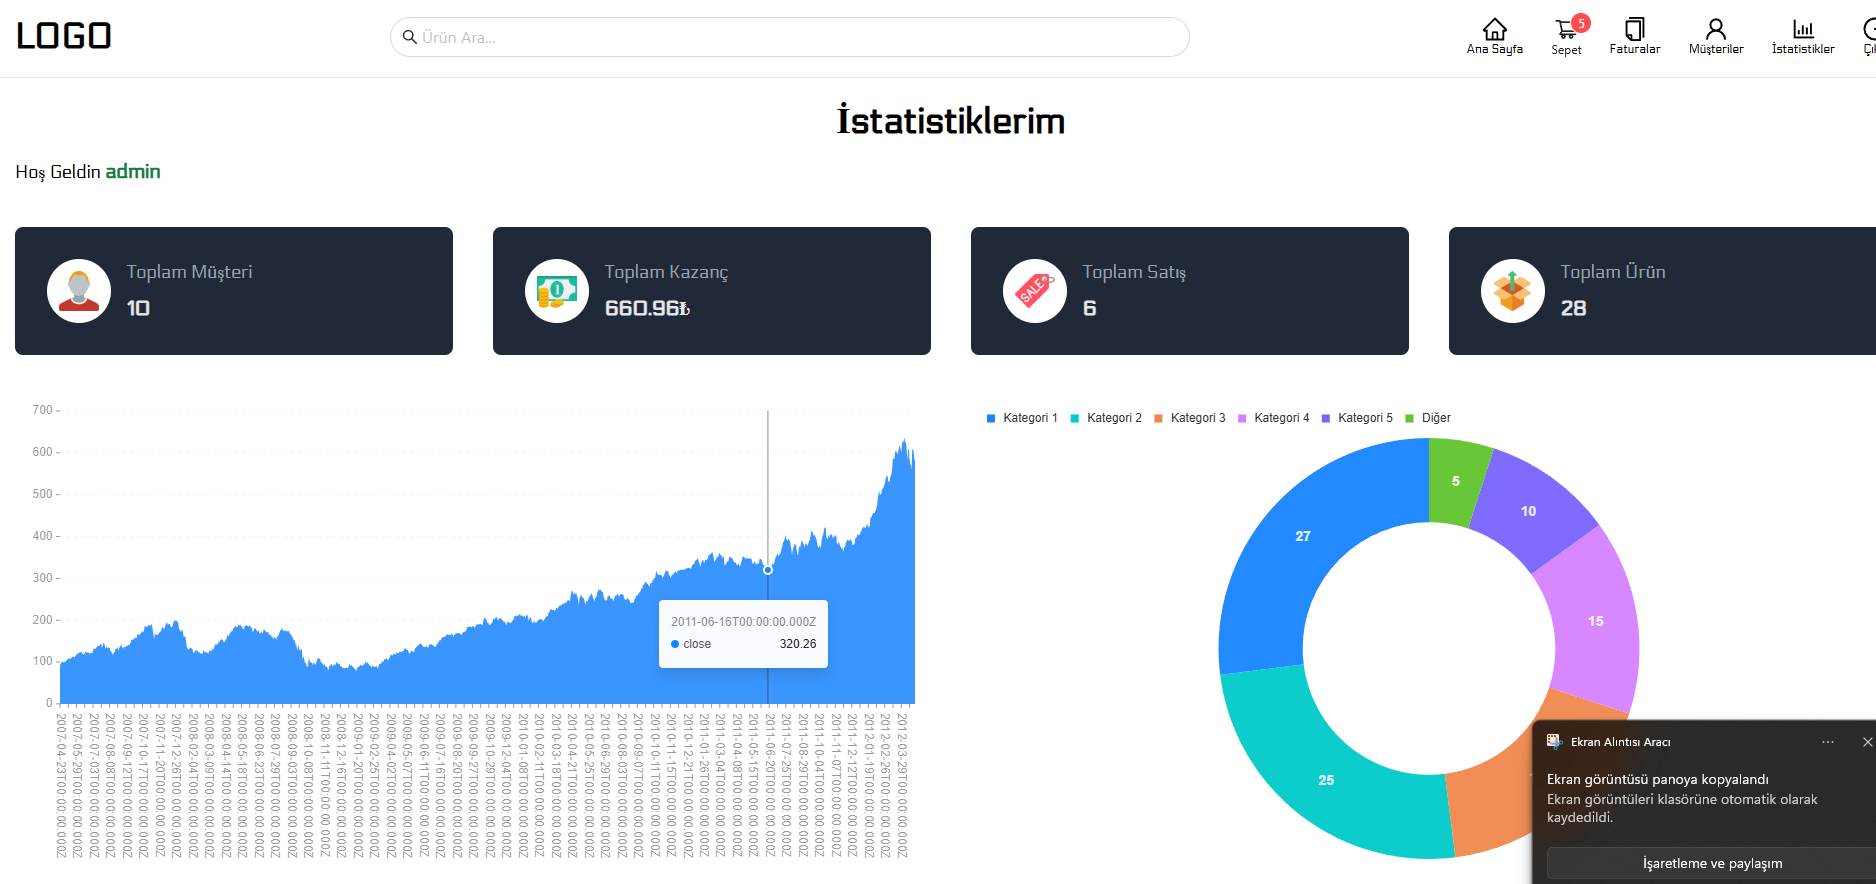 LOGO
Ürün Ara...
5
Ana Sayfa
Sepet
Faturalar
Müşteriler
İstatistikler
İstatistiklerim
Hoş Geldin admin
Toplam Müşteri
10
Toplam Kazanç
660.96₺
Toplam Satış
6
Toplam Ürün
28
700
600
500
400
300
200
100
0
2011-06-16T00:00:00.000Z
close 320.26
2007-04-23T00:00:00.000Z
2007-05-29T00:00:00.000Z
2007-07-03T00:00:00.000Z
2007-08-08T00:00:00.000Z
2007-09-12T00:00:00.000Z
2007-10-17T00:00:00.000Z
2007-11-20T00:00:00.000Z
2007-12-26T00:00:00.000Z
2008-02-04T00:00:00.000Z
2008-03-09T00:00:00.000Z
2008-04-14T00:00:00.000Z
2008-05-18T00:00:00.000Z
2008-06-23T00:00:00.000Z
2008-07-29T00:00:00.000Z
2008-09-03T00:00:00.000Z
2008-10-08T00:00:00.000Z
2008-11-11T00:00:00.000Z
2008-12-16T00:00:00.000Z
2009-01-20T00:00:00.000Z
2009-02-25T00:00:00.000Z
2009-04-02T00:00:00.000Z
2009-05-07T00:00:00.000Z
2009-06-11T00:00:00.000Z
2009-07-16T00:00:00.000Z
2009-08-20T00:00:00.000Z
2009-09-27T00:00:00.000Z
2009-10-29T00:00:00.000Z
2009-12-04T00:00:00.000Z
2010-01-08T00:00:00.000Z
2010-02-11T00:00:00.000Z
2010-03-18T00:00:00.000Z
2010-04-21T00:00:00.000Z
2010-05-25T00:00:00.000Z
2010-06-29T00:00:00.000Z
2010-08-03T00:00:00.000Z
2010-09-07T00:00:00.000Z
2010-10-11T00:00:00.000Z
2010-11-15T00:00:00.000Z
2010-12-21T00:00:00.000Z
2011-01-26T00:00:00.000Z
2011-03-04T00:00:00.000Z
2011-04-08T00:00:00.000Z
2011-05-15T00:00:00.000Z
2011-06-20T00:00:00.000Z
2011-07-26T00:00:00.000Z
2011-08-29T00:00:00.000Z
2011-10-04T00:00:00.000Z
2011-11-07T00:00:00.000Z
2011-12-12T00:00:00.000Z
2012-01-19T00:00:00.000Z
2012-02-26T00:00:00.000Z
2012-03-29T00:00:00.000Z
Kategori 1
Kategori 2
Kategori 3
Kategori 4
Kategori 5
Diğer
5
10
27
15
25
Ekran Alıntısı Aracı
Ekran görüntüsü panoya kopyalandı
Ekran görüntüleri klasörüne otomatik olarak
kaydedildi.
İşaretleme ve paylaşım